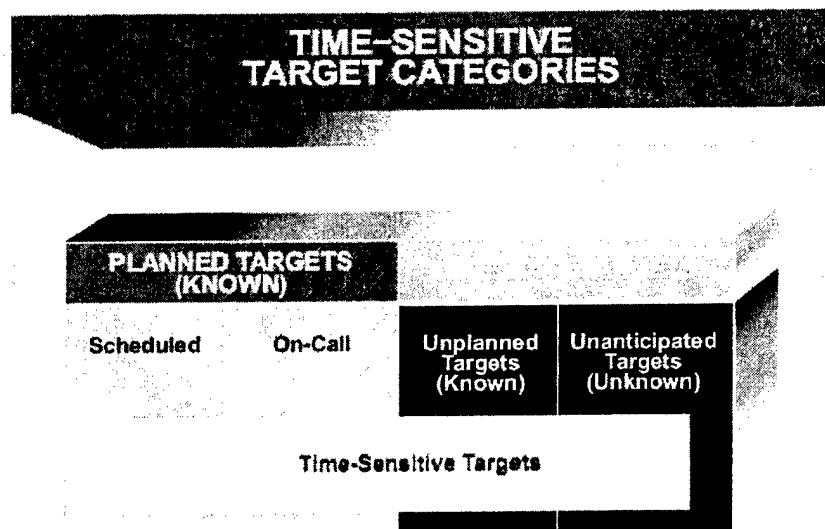 TIME-SENSITIVE
TARGET CATEGORIES
PLANNED TARGETS
(KNOWN)
Scheduled On-Call
Unplanned
Targets
(Known)
Unanticipated
Targets
(Unknown)
Time-Sensitive Targets